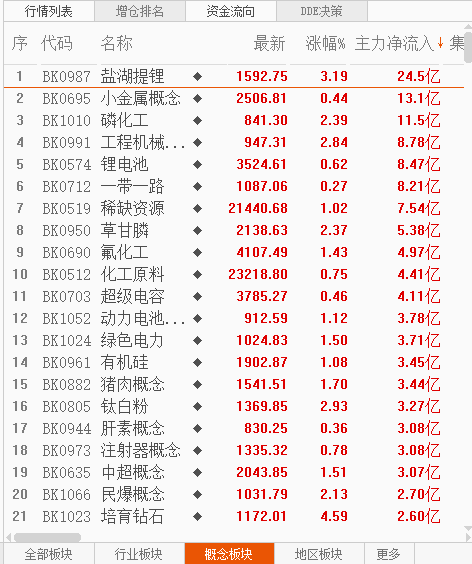 行情列表 增仓排名 资金流向 DDE决策
序 代码 名称 最新 涨幅% 主力净流入↓ 集
1 BK0987 盐湖提锂 ◆ 1592.75 3.19 24.5亿
2 BK0695 小金属概念 ◆ 2506.81 0.44 13.1亿
3 BK1010 磷化工 ◆ 841.30 2.39 11.5亿
4 BK0991 工程机械... ◆ 947.31 2.84 8.78亿
5 BK0574 锂电池 ◆ 3524.61 0.62 8.47亿
6 BK0712 一带一路 ◆ 1087.06 0.27 8.21亿
7 BK0519 稀缺资源 ◆ 21440.68 1.02 7.54亿
8 BK0950 草甘膦 ◆ 2138.63 2.37 5.38亿
9 BK0690 氟化工 ◆ 4107.49 1.43 4.97亿
10 BK0512 化工原料 ◆ 23218.80 0.75 4.41亿
11 BK0703 超级电容 ◆ 3785.27 0.46 4.11亿
12 BK1052 动力电池... ◆ 912.59 1.12 3.78亿
13 BK1024 绿色电力 ◆ 1024.83 1.50 3.71亿
14 BK0961 有机硅 ◆ 1902.87 1.08 3.45亿
15 BK0882 猪肉概念 ◆ 1541.51 1.70 3.44亿
16 BK0805 钛白粉 ◆ 1369.85 2.93 3.27亿
17 BK0944 肝素概念 ◆ 830.25 0.36 3.08亿
18 BK0973 注射器概念 ◆ 1335.32 0.78 3.08亿
19 BK0635 中超概念 ◆ 2043.85 1.51 3.07亿
20 BK1066 民爆概念 ◆ 1031.79 2.13 2.70亿
21 BK1023 培育钻石 ◆ 1172.01 4.59 2.60亿
全部板块 行业板块 概念板块 地区板块 更多